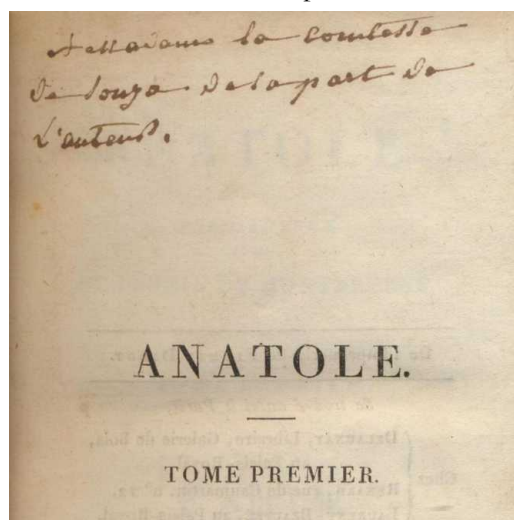 A Madame la Comtesse
de Souza de la part de
L'auteur.
ANATOLE.
TOME PREMIER.